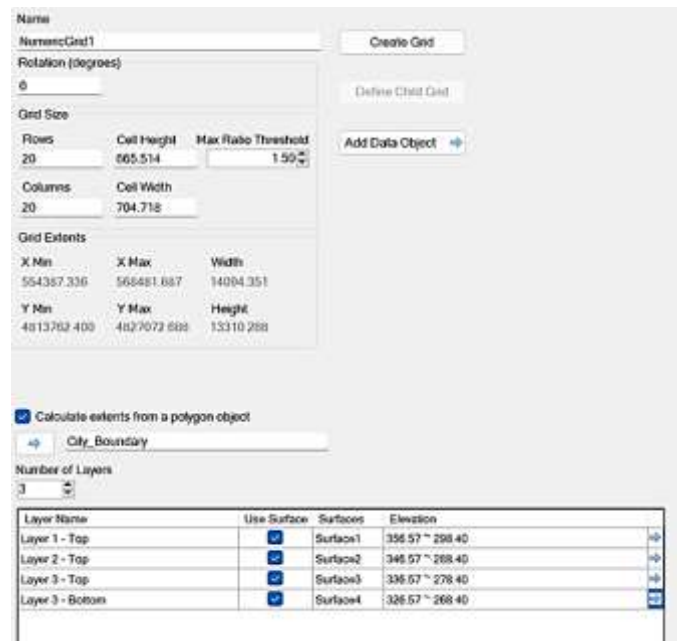 Name
NumericGrid1
Create Grid
Rotation (degrees)
0
Define Child Grid
Grid Size
Rows Cell Height Max Ratio Threshold
20 665.514 1.50
Add Data Object
Columns Cell Width
20 704.718
Grid Extents
X Min X Max Width
554387.336 568481.687 14094.351
Y Min Y Max Height
4813762.400 4827072.688 13310.288
Calculate extents from a polygon object
City_Boundary
Number of Layers
3
Layer Name Use Surface Surfaces Elevation
Layer 1 - Top Surface1 356.57 ~ 298.40
Layer 2 - Top Surface2 346.57 ~ 288.40
Layer 3 - Top Surface3 336.57 ~ 278.40
Layer 3 - Bottom Surface4 326.57 ~ 268.40